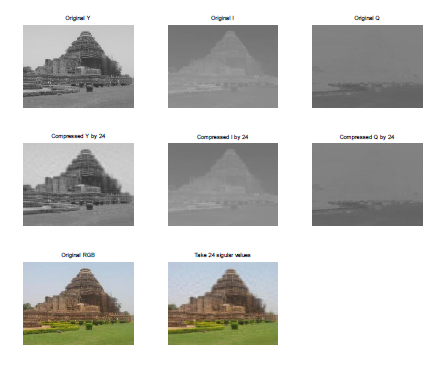 Original Y
Original I
Original Q
Compressed Y by 24
Compressed I by 24
Compressed Q by 24
Original RGB
Take 24 sigular values